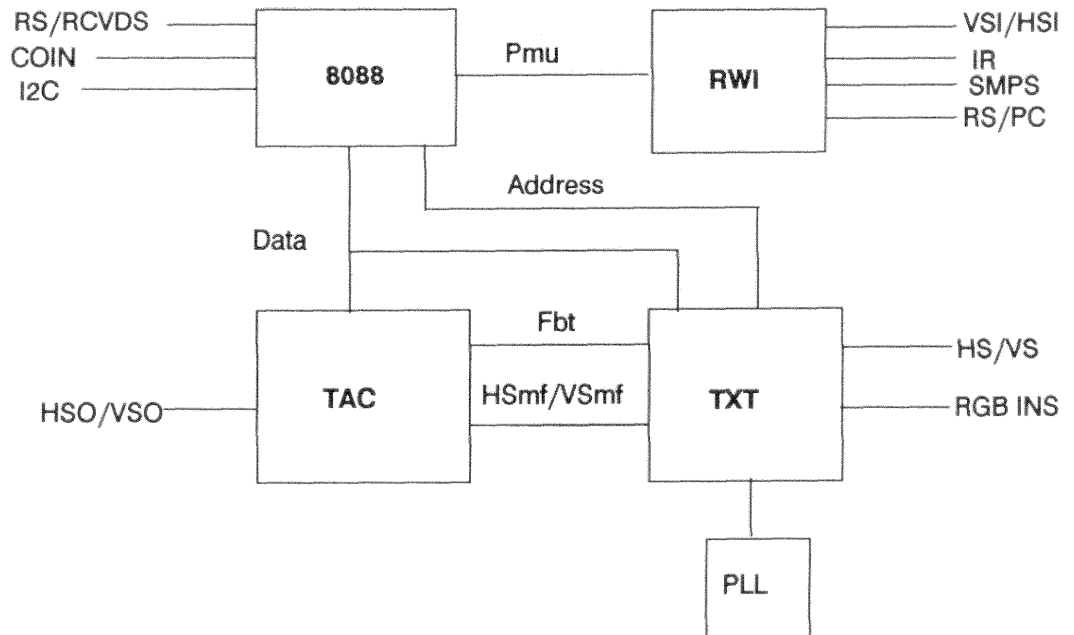 RS/RCVDS
COIN
I2C
8088
Pmu
RWI
VSI/HSI
IR
SMPS
RS/PC
Address
Data
Fbt
TAC
HSmf/VSmf
TXT
HSO/VSO
HS/VS
RGB INS
PLL